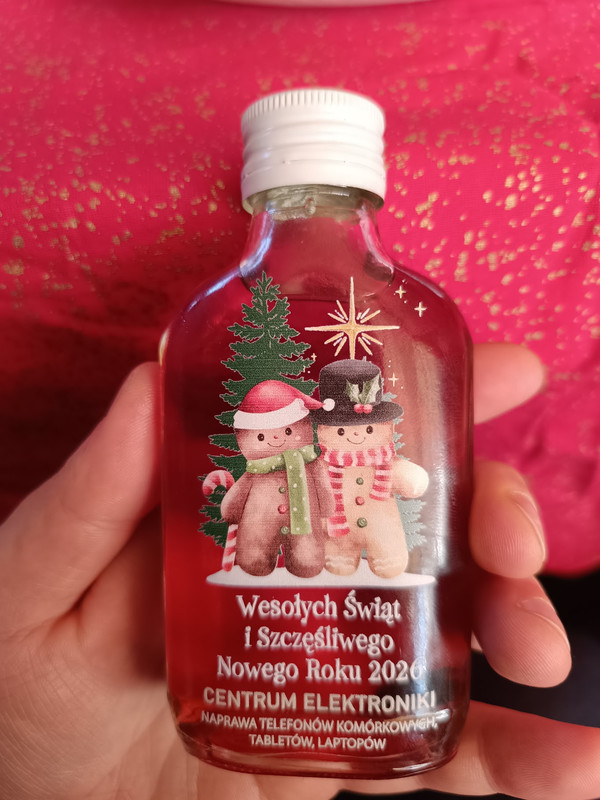 Wesołych Świąt
i Szczęśliwego
Nowego Roku 2026
CENTRUM ELEKTRONIKI
NAPRAWA TELEFONÓW KOMÓRKOWYCH,
TABLETÓW, LAPTOPÓW